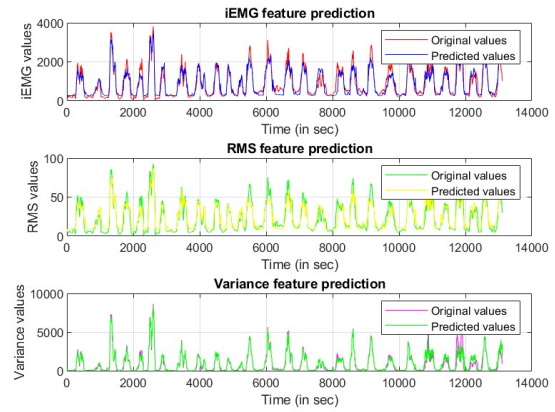 iEMG feature prediction
4000
2000
0
iEMG values
Original values
Predicted values
0 2000 4000 6000 8000 10000 12000 14000
Time (in sec)
RMS feature prediction
100
50
0
RMS values
Original values
Predicted values
0 2000 4000 6000 8000 10000 12000 14000
Time (in sec)
Variance feature prediction
10000
5000
0
Variance values
Original values
Predicted values
0 2000 4000 6000 8000 10000 12000 14000
Time (in sec)